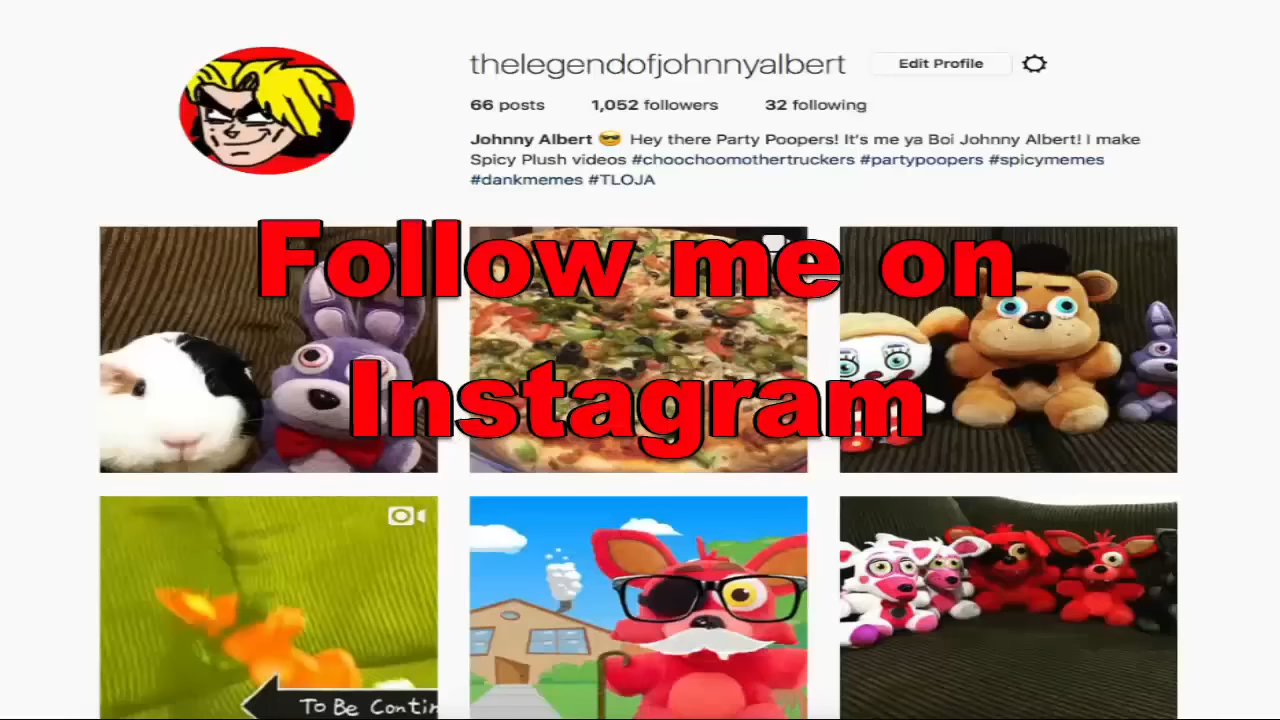 thelegendofjohnnyalbert Edit Profile
66 posts 1,052 followers 32 following
Johnny Albert 😎 Hey there Party Poopers! It's me ya Boi Johnny Albert! I make
Spicy Plush videos #choochoomothertruckers #partypoopers #spicymemes
#dankmemes #TLOJA
Follow me on
Instagram
To Be Contin